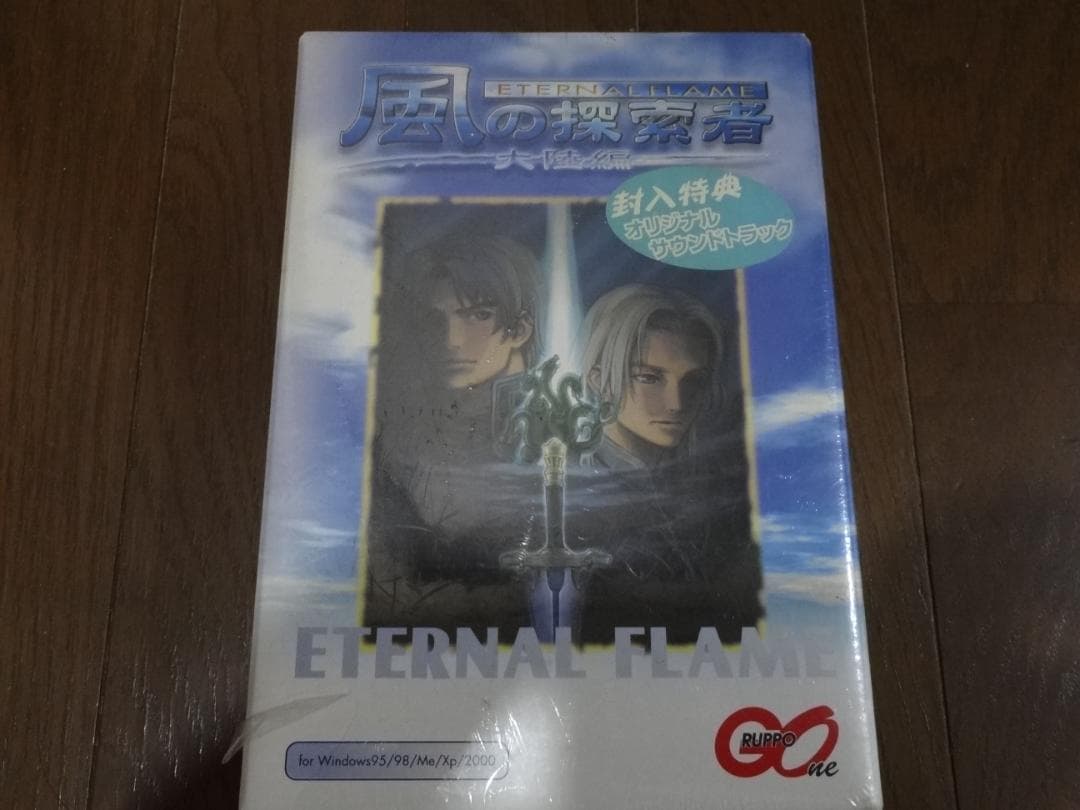 ETERNAL FLAME
風の探索者
大陸編
封入特典
オリジナル
サウンドトラック
ETERNAL FLAME
for Windows95/98/Me/Xp/2000
GRUPPO
One